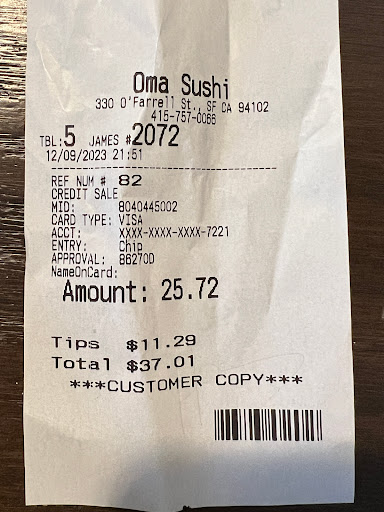 Oma Sushi
330 O'Farrell St., SF CA 94102
415-757-0066
TBL:5 JAMES #2072
12/09/2023 21:51
REF NUM # 82
CREDIT SALE
MID: 8040445002
CARD TYPE: VISA
ACCT: XXXX-XXXX-XXXX-7221
ENTRY: Chip
APPROVAL: B6270D
NameOnCard:
Amount: 25.72
Tips $11.29
Total $37.01
***CUSTOMER COPY***